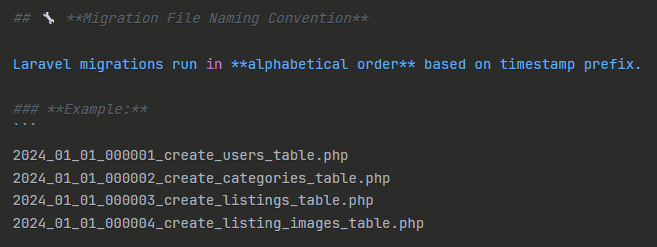 ## 🔧 **Migration File Naming Convention**
Laravel migrations run in **alphabetical order** based on timestamp prefix.
### **Example:**
```
2024_01_01_000001_create_users_table.php
2024_01_01_000002_create_categories_table.php
2024_01_01_000003_create_listings_table.php
2024_01_01_000004_create_listing_images_table.php